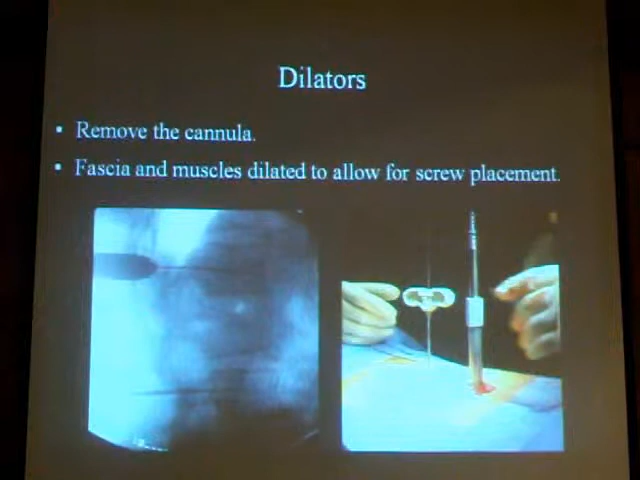 Dilators
▪ Remove the cannula.
▪ Fascia and muscles dilated to allow for screw placement.